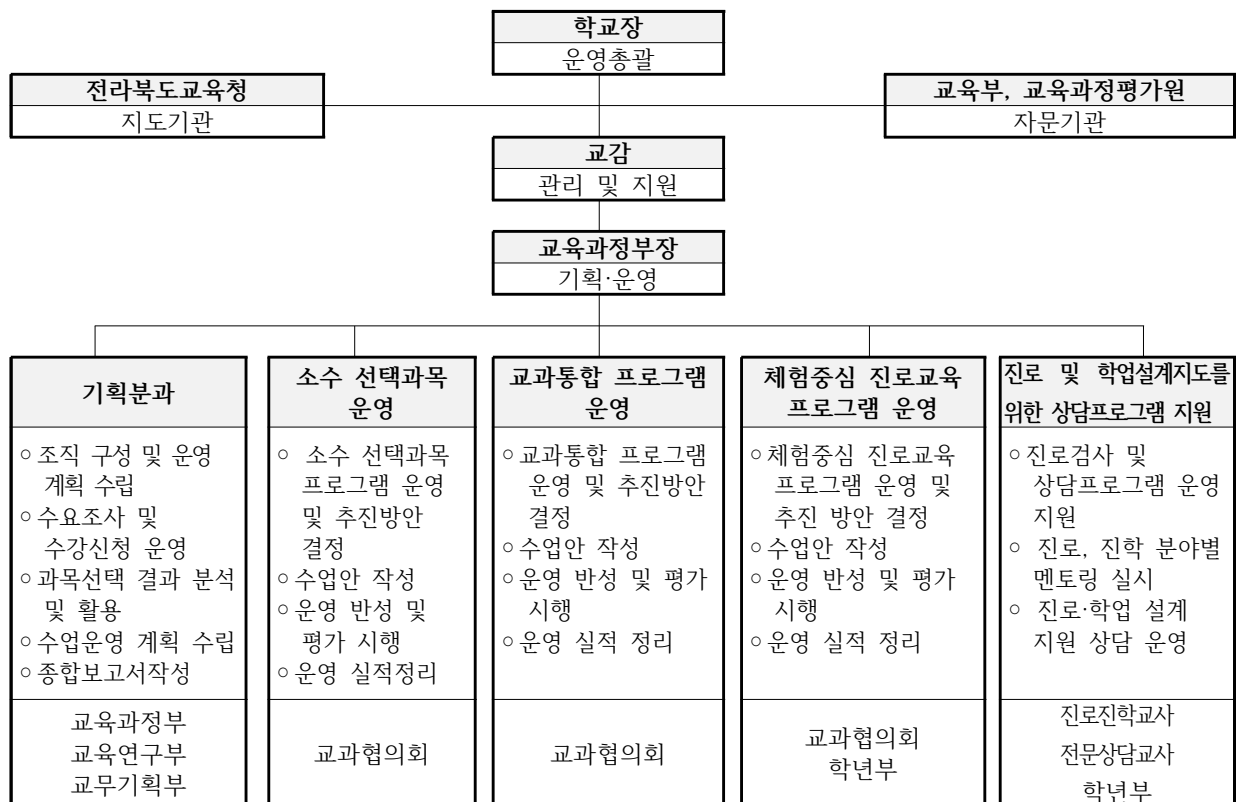 학교장
운영총괄
전라북도교육청
지도기관
교육부, 교육과정평가원
자문기관
교감
관리 및 지원
교육과정부장
기획·운영
기획분과
○조직 구성 및 운영
계획 수립
○수요조사 및
수강신청 운영
○과목선택 결과 분석
및 활용
○수업운영 계획 수립
○종합보고서작성
교육과정부
교육연구부
교무기획부
소수 선택과목
운영
○ 소수 선택과목
프로그램 운영
및 추진방안
결정
○수업안 작성
○운영 반성 및
평가 시행
○운영 실적정리
교과협의회
교과통합 프로그램
운영
○교과통합 프로그램
운영 및 추진방안
결정
○수업안 작성
○운영 반성 및 평가
시행
○운영 실적 정리
교과협의회
체험중심 진로교육
프로그램 운영
○체험중심 진로교육
프로그램 운영 및
추진 방안 결정
○수업안 작성
○운영 반성 및 평가
시행
○운영 실적 정리
교과협의회
학년부
진로 및 학업설계지도를
위한 상담프로그램 지원
○진로검사 및
상담프로그램 운영
지원
○ 진로, 진학 분야별
멘토링 실시
○ 진로·학업 설계
지원 상담 운영
진로진학교사
전문상담교사
학년부